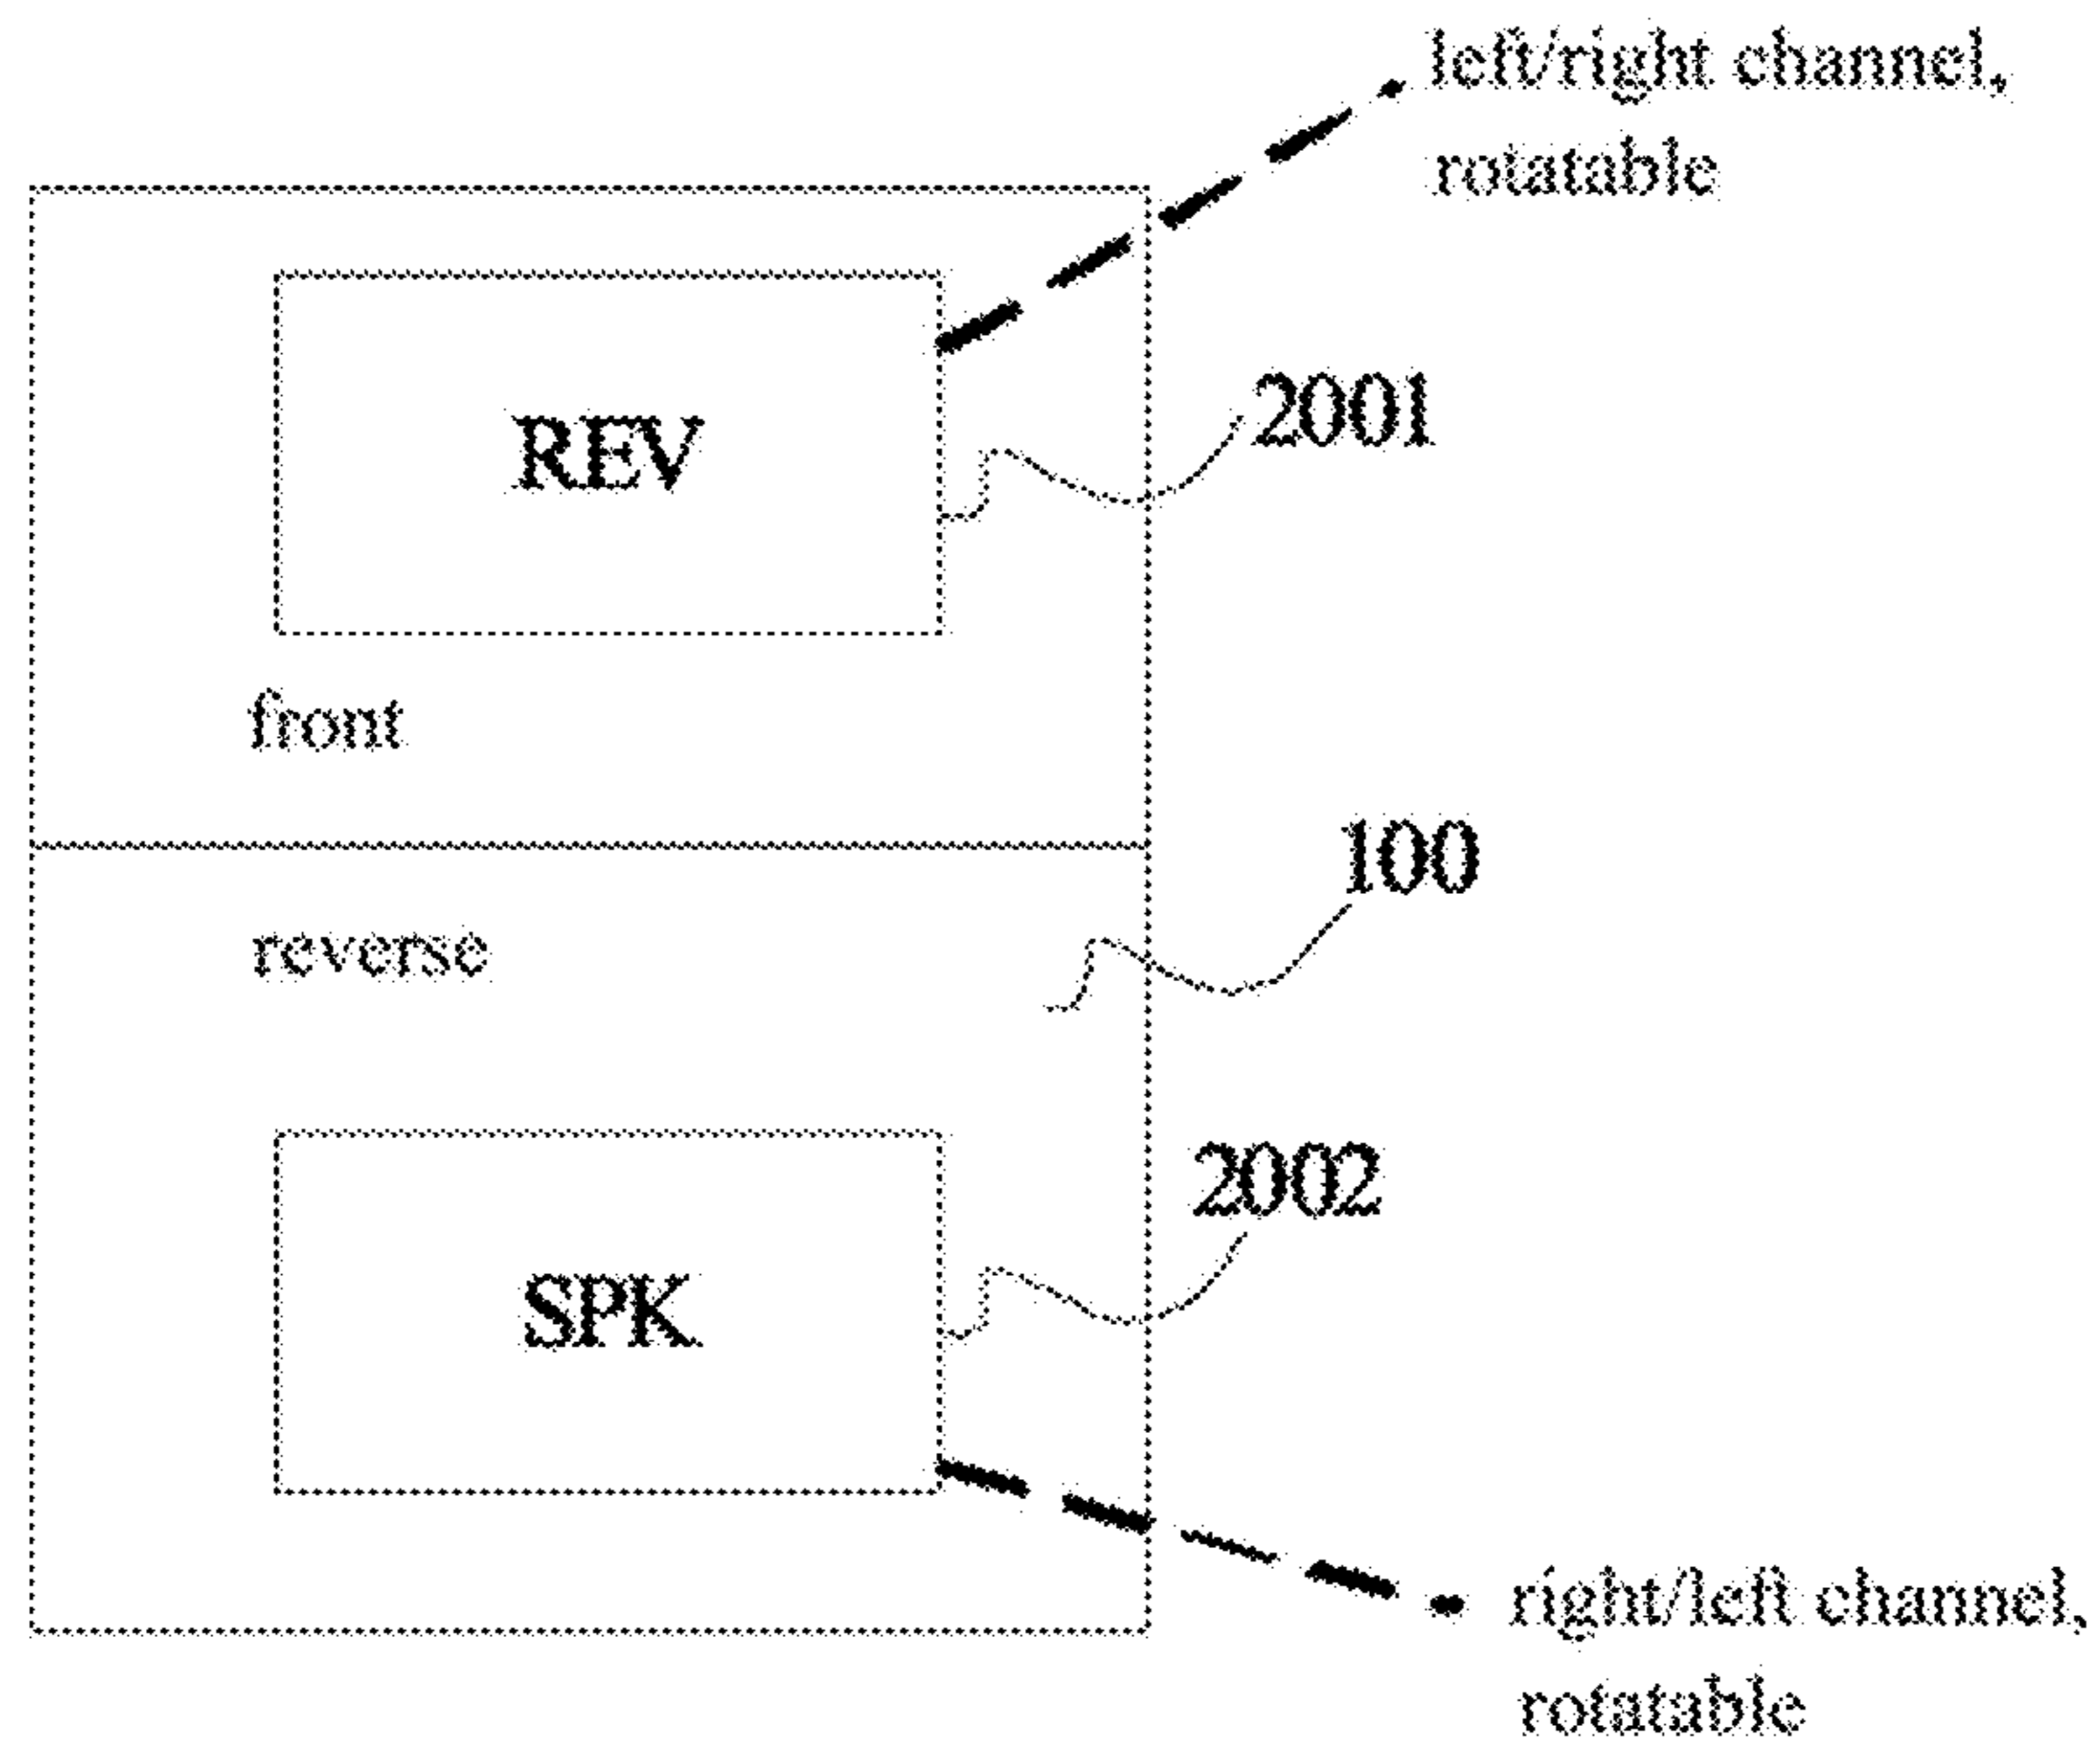 left/right channel,
rotatable
REV
2001
front
100
reverse
2002
SPK
right/left channel,
rotatable